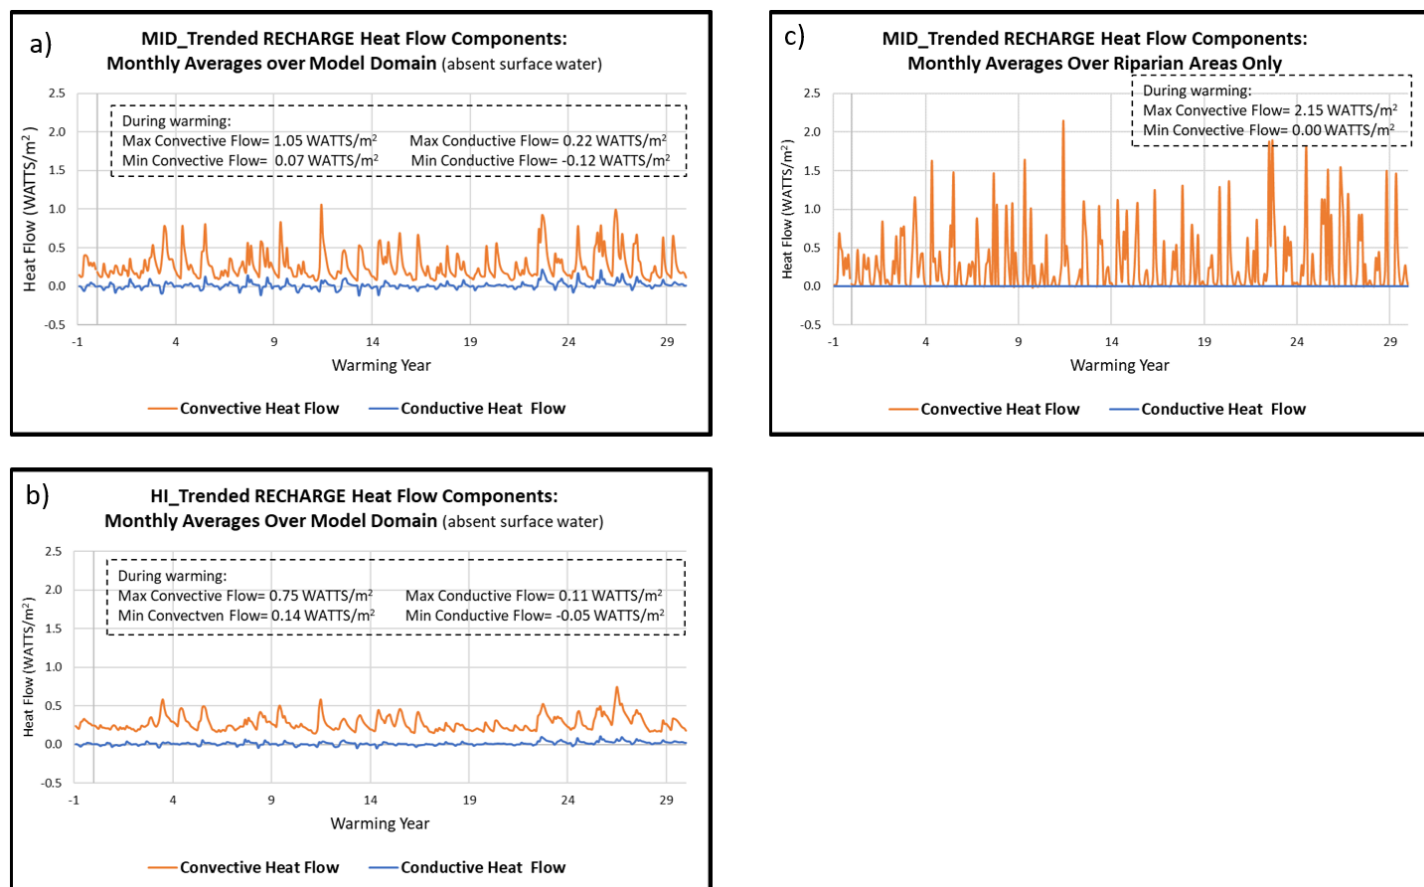 a)
MID_Trended RECHARGE Heat Flow Components:
Monthly Averages over Model Domain (absent surface water)
During warming:
Max Convective Flow= 1.05 WATTS/m² Max Conductive Flow= 0.22 WATTS/m²
Min Convective Flow= 0.07 WATTS/m² Min Conductive Flow= -0.12 WATTS/m²
Heat Flow (WATTS/m²)
2.5
2.0
1.5
1.0
0.5
0.0
-0.5
-1 4 9 14 19 24 29
Warming Year
Convective Heat Flow Conductive Heat Flow
c)
MID_Trended RECHARGE Heat Flow Components:
Monthly Averages Over Riparian Areas Only
During warming:
Max Convective Flow= 2.15 WATTS/m²
Min Convective Flow= 0.00 WATTS/m²
Heat Flow (WATTS/m²)
2.5
2.0
1.5
1.0
0.5
0.0
-0.5
-1 4 9 14 19 24 29
Warming Year
Convective Heat Flow Conductive Heat Flow
b)
HI_Trended RECHARGE Heat Flow Components:
Monthly Averages Over Model Domain (absent surface water)
During warming:
Max Convective Flow= 0.75 WATTS/m² Max Conductive Flow= 0.11 WATTS/m²
Min Convectven Flow= 0.14 WATTS/m² Min Conductive Flow= -0.05 WATTS/m²
Heat Flow (WATTS/m²)
2.5
2.0
1.5
1.0
0.5
0.0
-0.5
-1 4 9 14 19 24 29
Warming Year
Convective Heat Flow Conductive Heat Flow